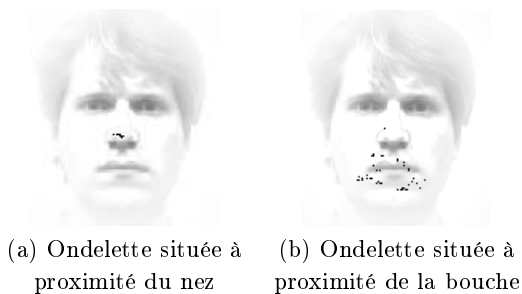 (a) Ondelette située à
proximité du nez
(b) Ondelette située à
proximité de la bouche